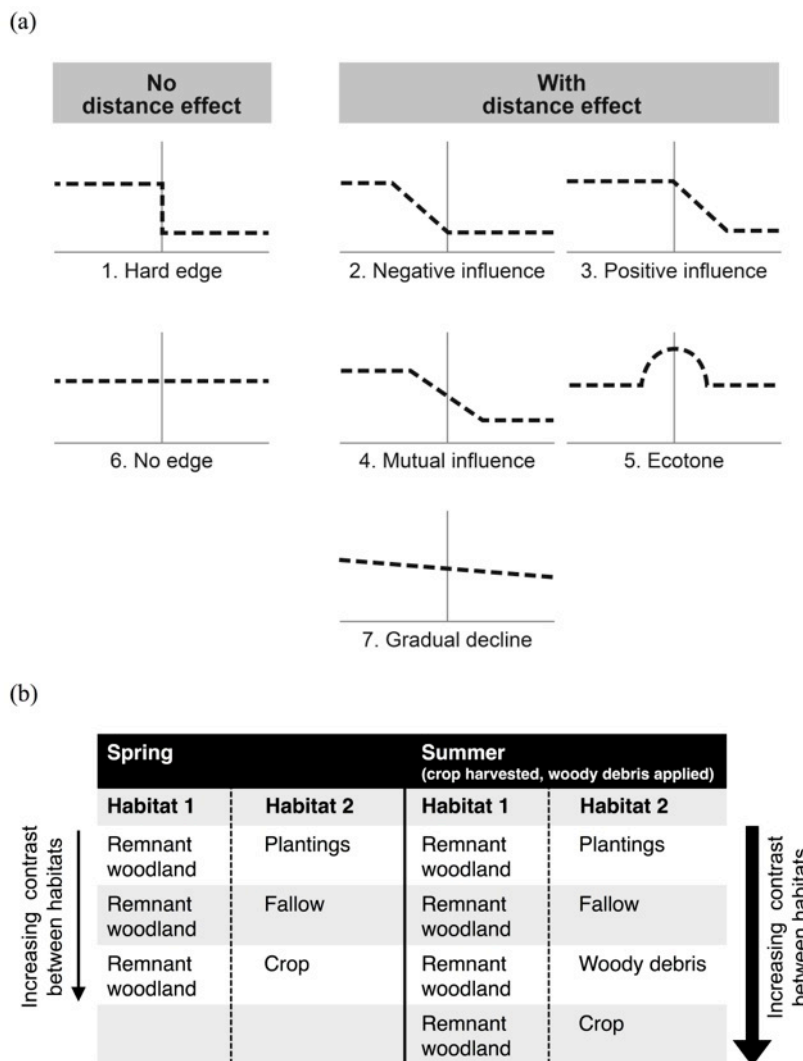 (a)
No
distance effect
With
distance effect
1. Hard edge
2. Negative influence
3. Positive influence
6. No edge
4. Mutual influence
5. Ecotone
7. Gradual decline
(b)
Spring
Summer
(crop harvested, woody debris applied)
Habitat 1
Habitat 2
Habitat 1
Habitat 2
Remnant
woodland
Plantings
Remnant
woodland
Plantings
Remnant
woodland
Fallow
Remnant
woodland
Fallow
Remnant
woodland
Crop
Remnant
woodland
Woody debris
Remnant
woodland
Crop
Increasing contrast
between habitats
Increasing contrast
between habitats